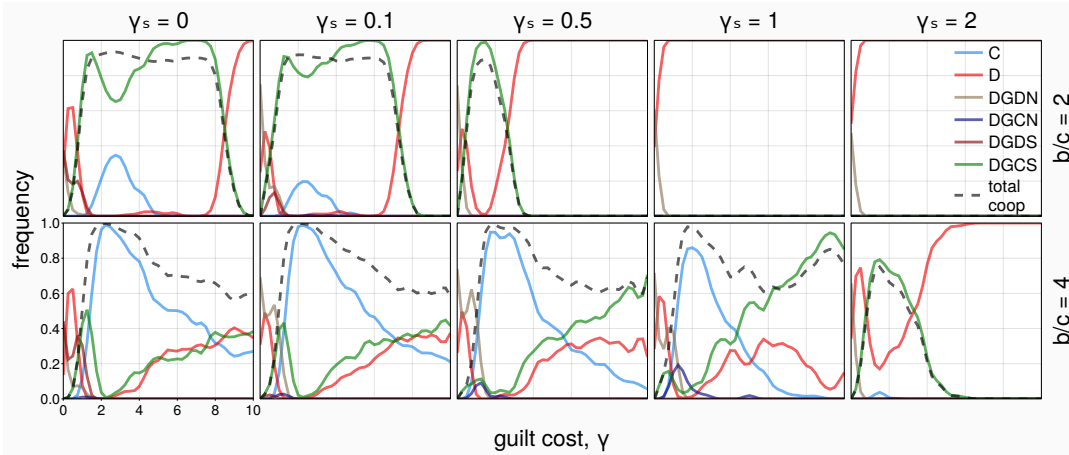 γs = 0
γs = 0.1
γs = 0.5
γs = 1
γs = 2
C
D
DGDN
DGCN
DGDS
DGCS
total
coop
b/c = 2
frequency
1.0
0.8
0.6
0.4
0.2
0.0
0 2 4 6 8 10
b/c = 4
guilt cost, γ